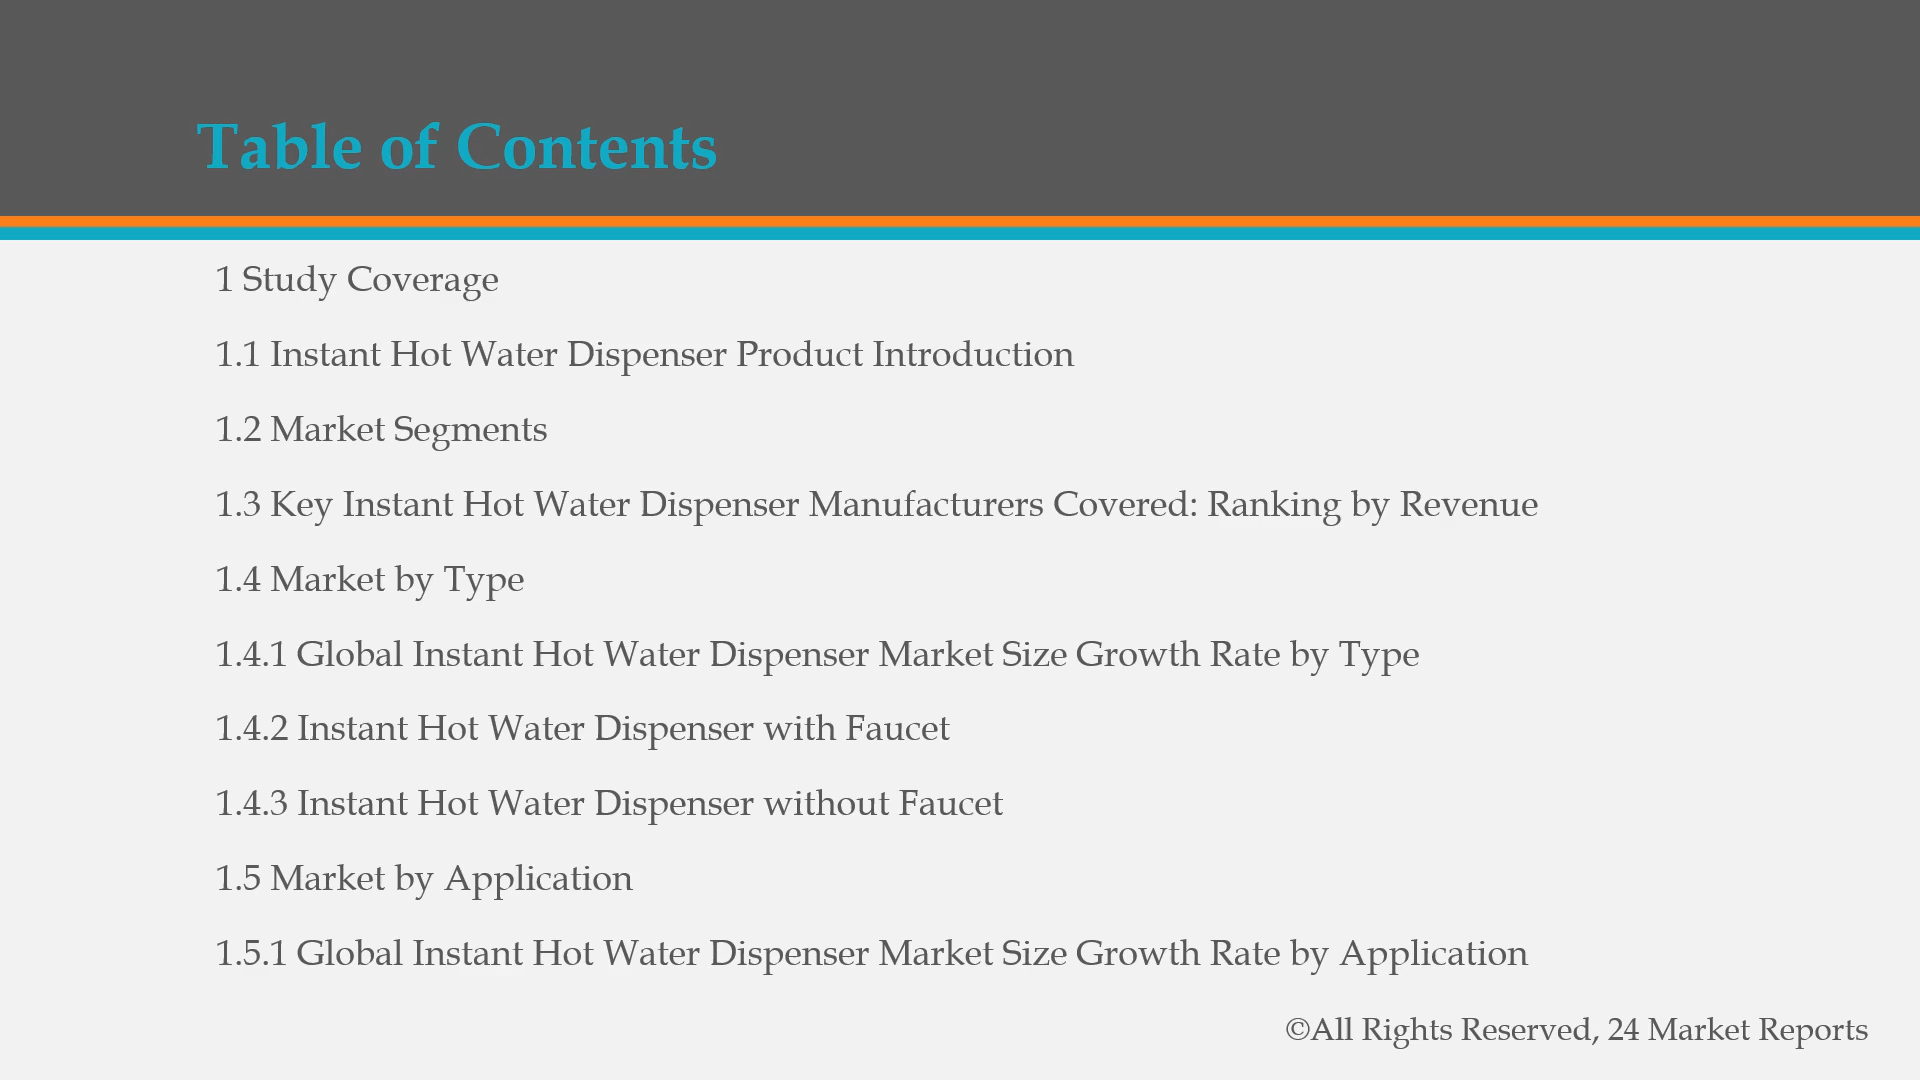 Table of Contents
1 Study Coverage
1.1 Instant Hot Water Dispenser Product Introduction
1.2 Market Segments
1.3 Key Instant Hot Water Dispenser Manufacturers Covered: Ranking by Revenue
1.4 Market by Type
1.4.1 Global Instant Hot Water Dispenser Market Size Growth Rate by Type
1.4.2 Instant Hot Water Dispenser with Faucet
1.4.3 Instant Hot Water Dispenser without Faucet
1.5 Market by Application
1.5.1 Global Instant Hot Water Dispenser Market Size Growth Rate by Application
©All Rights Reserved, 24 Market Reports